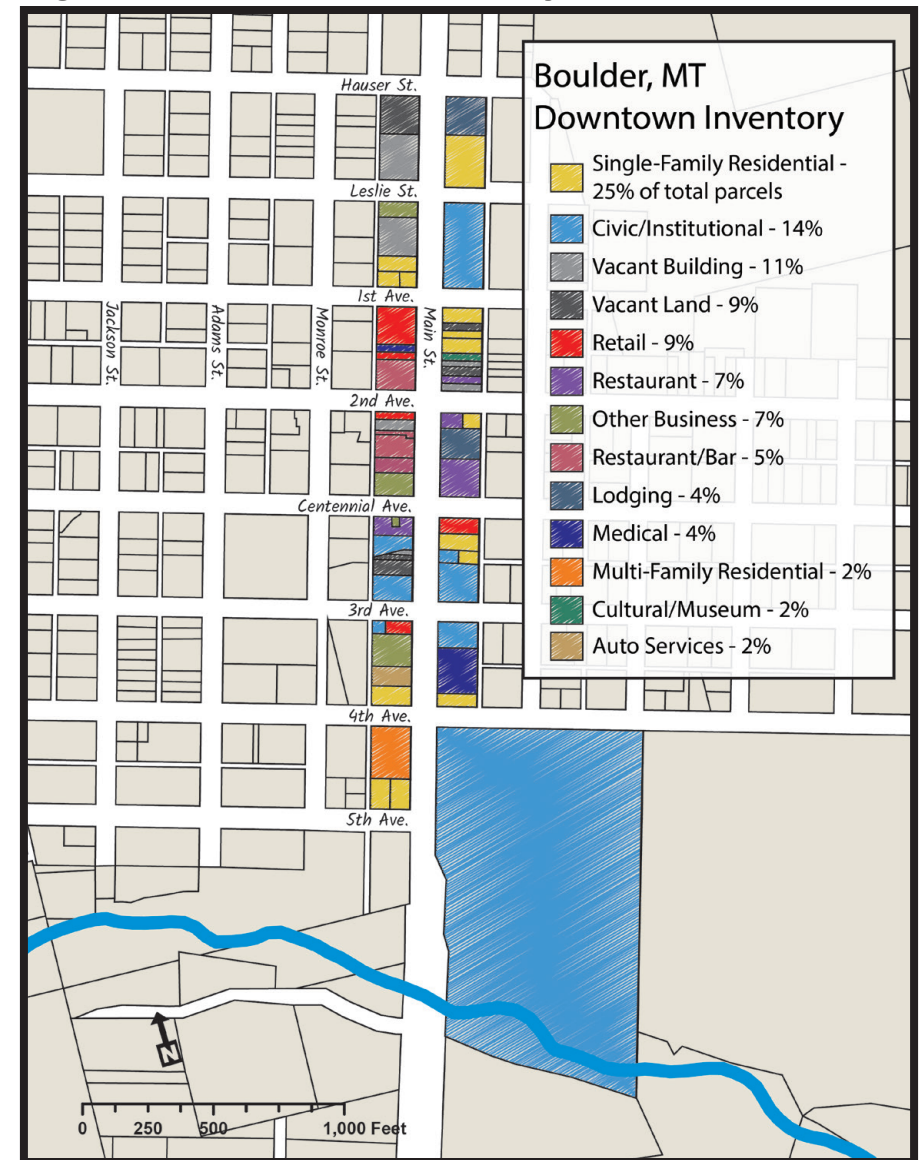 Boulder, MT
Downtown Inventory
Single-Family Residential -
25% of total parcels
Civic/Institutional - 14%
Vacant Building - 11%
Vacant Land - 9%
Retail - 9%
Restaurant - 7%
Other Business - 7%
Restaurant/Bar - 5%
Lodging - 4%
Medical - 4%
Multi-Family Residential - 2%
Cultural/Museum - 2%
Auto Services - 2%
Hauser St.
Leslie St.
1st Ave.
Jackson St.
Adams St.
Monroe St.
Main St.
2nd Ave.
Centennial Ave.
3rd Ave.
4th Ave.
5th Ave.
N
0 250 500 1,000 Feet